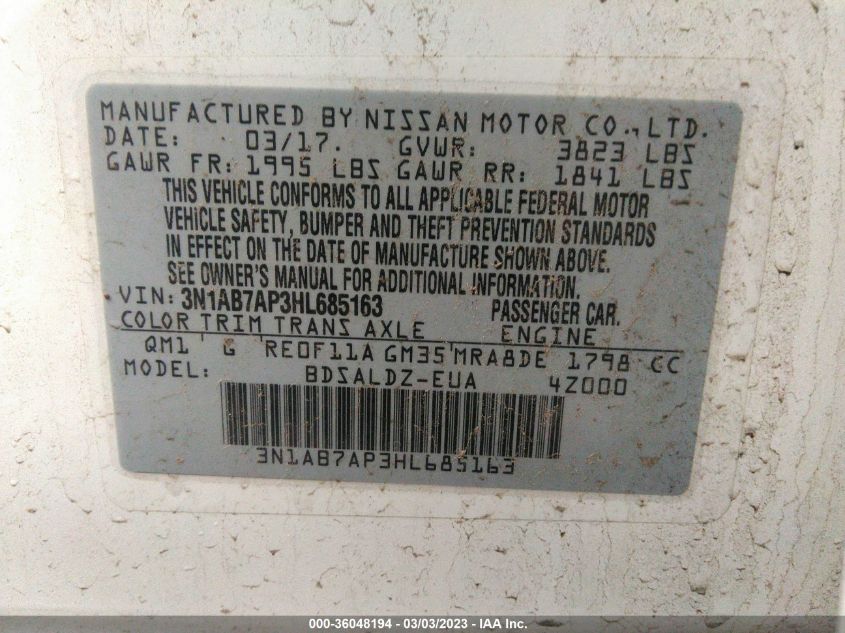 MANUFACTURED BY NISSAN MOTOR CO., LTD.
DATE: 03/17. GVWR: 3823 LBS
GAWR FR: 1995 LBS GAWR RR: 1841 LBS
THIS VEHICLE CONFORMS TO ALL APPLICABLE FEDERAL MOTOR
VEHICLE SAFETY, BUMPER AND THEFT PREVENTION STANDARDS
IN EFFECT ON THE DATE OF MANUFACTURE SHOWN ABOVE.
SEE OWNER'S MANUAL FOR ADDITIONAL INFORMATION.
VIN: 3N1AB7AP3HL685163 PASSENGER CAR.
COLOR TRIM TRANS AXLE ENGINE
QM1 G RE0F11A GM35 MRA8DE 1798 CC
MODEL: BDSALDZ-EUA 4Z000
3N1AB7AP3HL685163
000-36048194 - 03/03/2023 - IAA Inc.